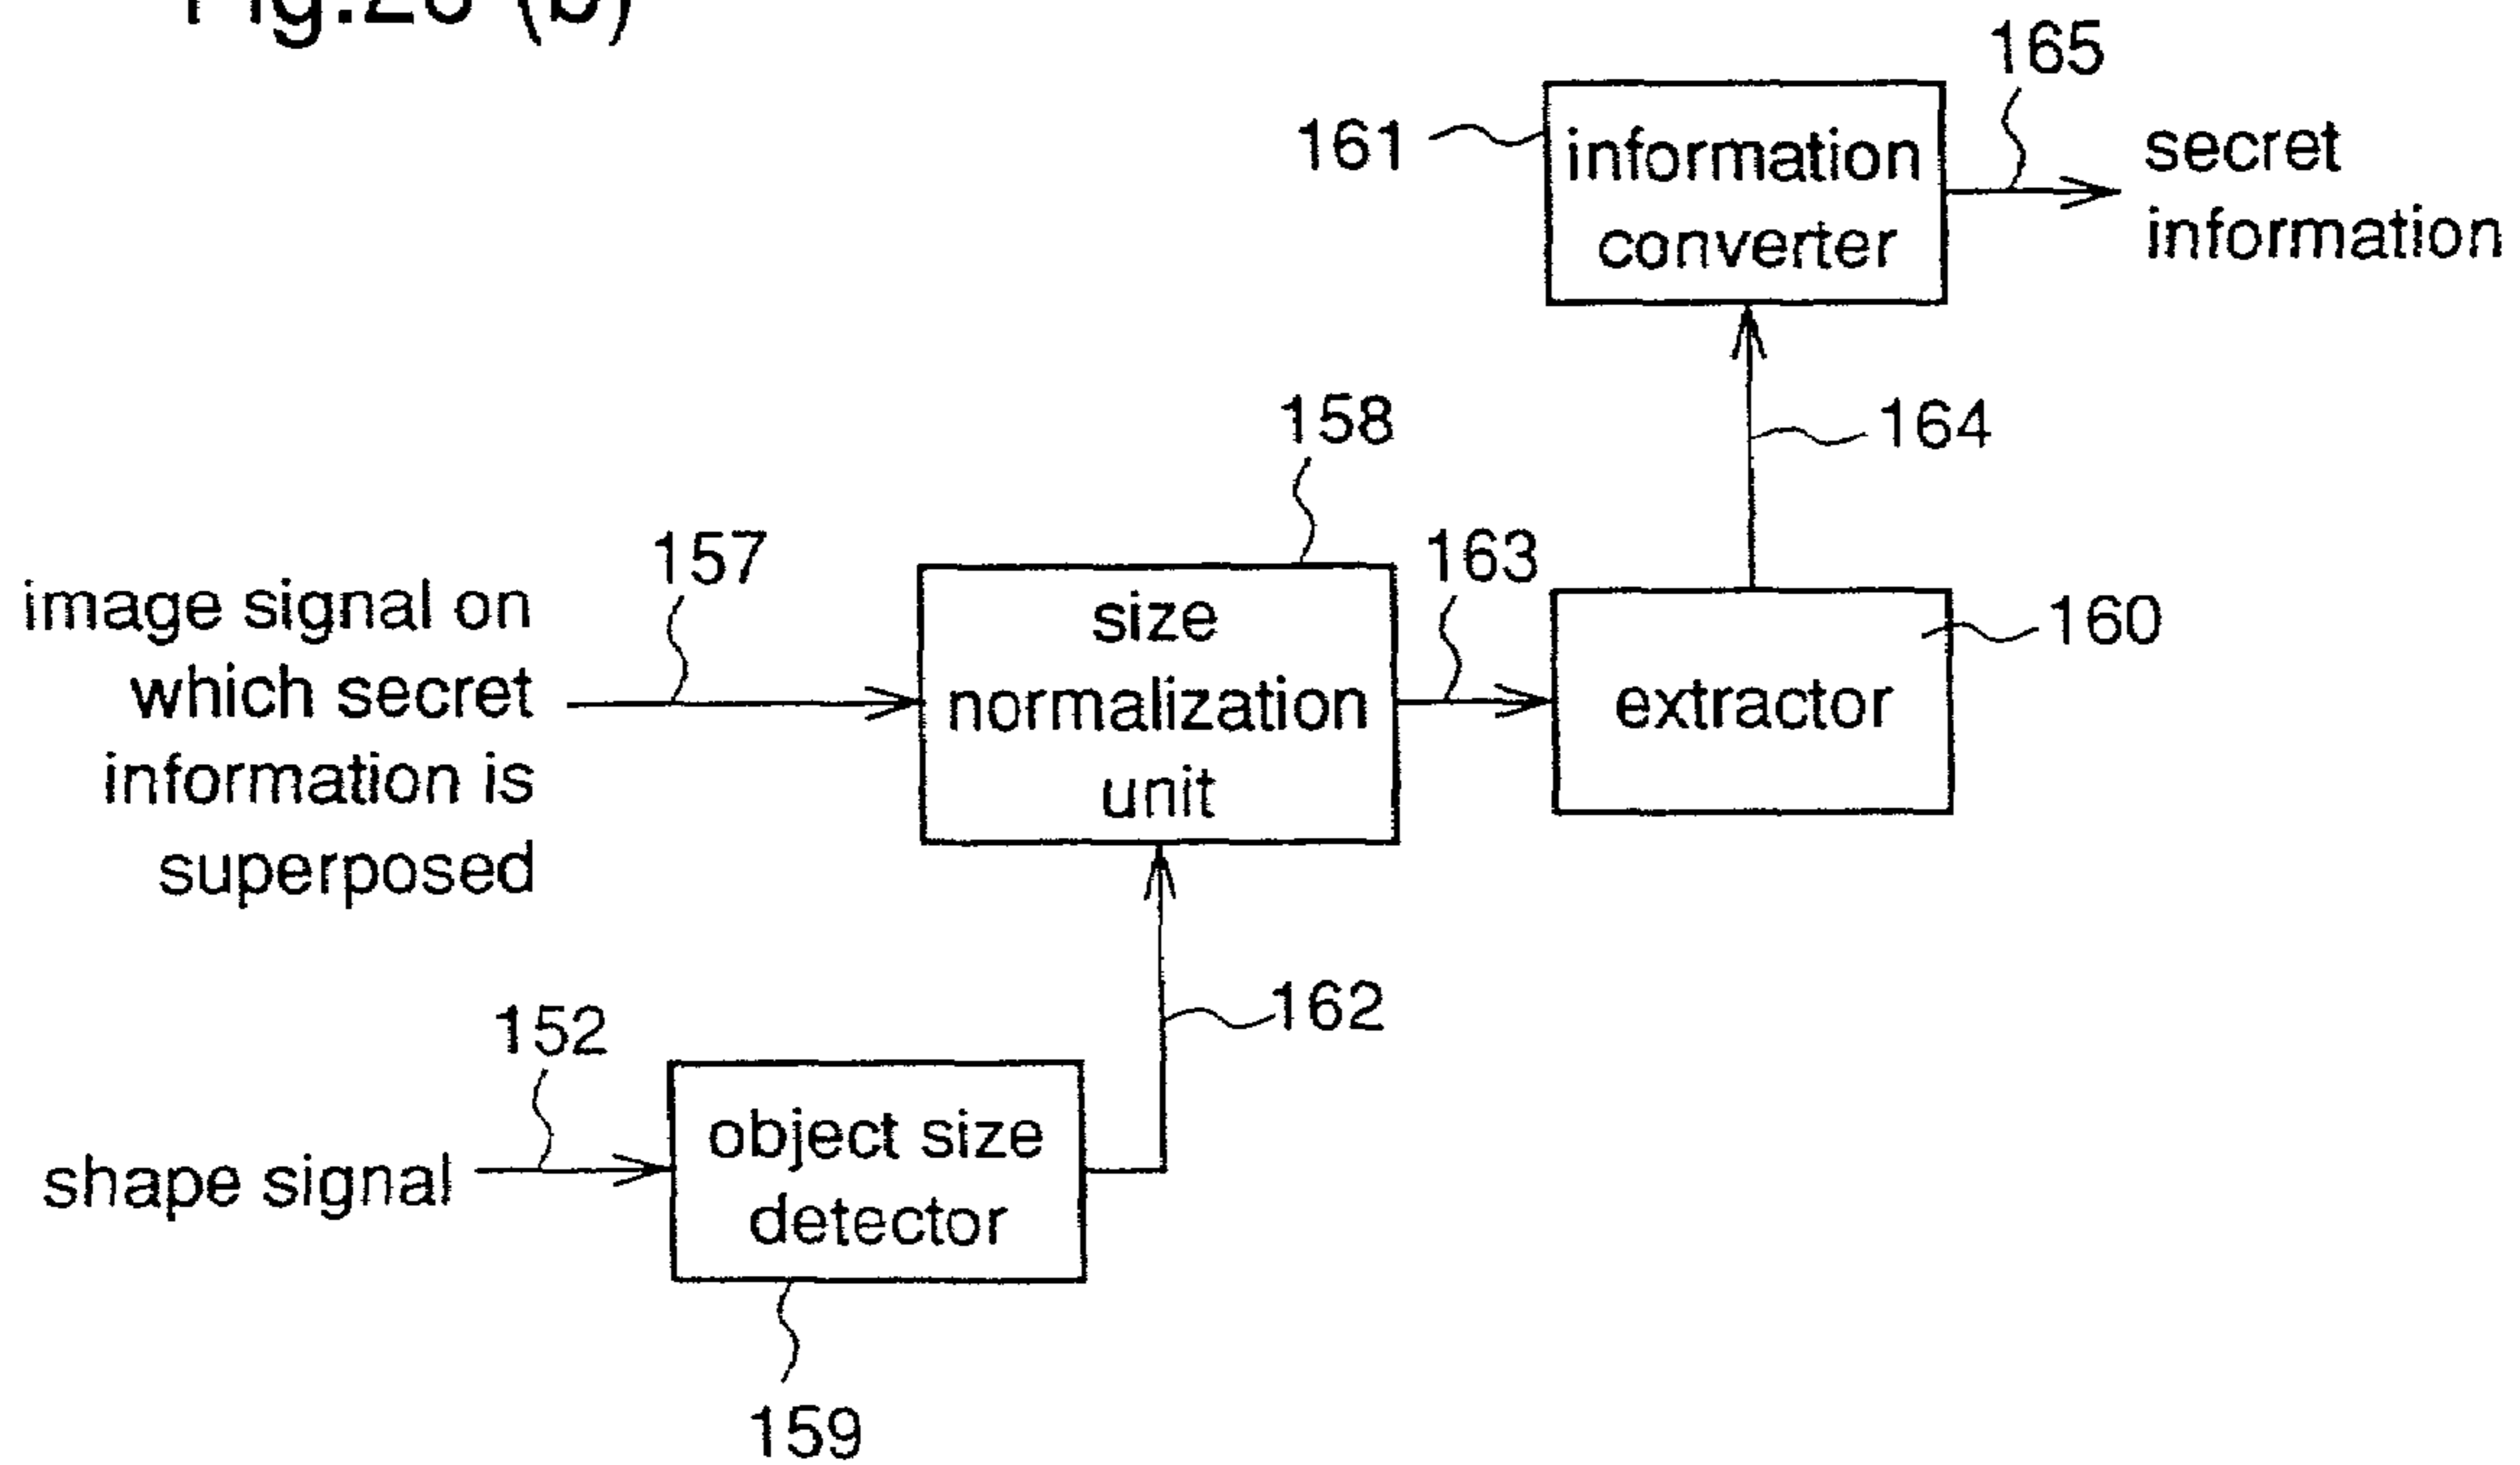 (b)
165
161
information
converter
secret
information
158
164
157
163
160
image signal on
which secret
information is
superposed
size
normalization
unit
extractor
152
162
shape signal
object size
detector
159